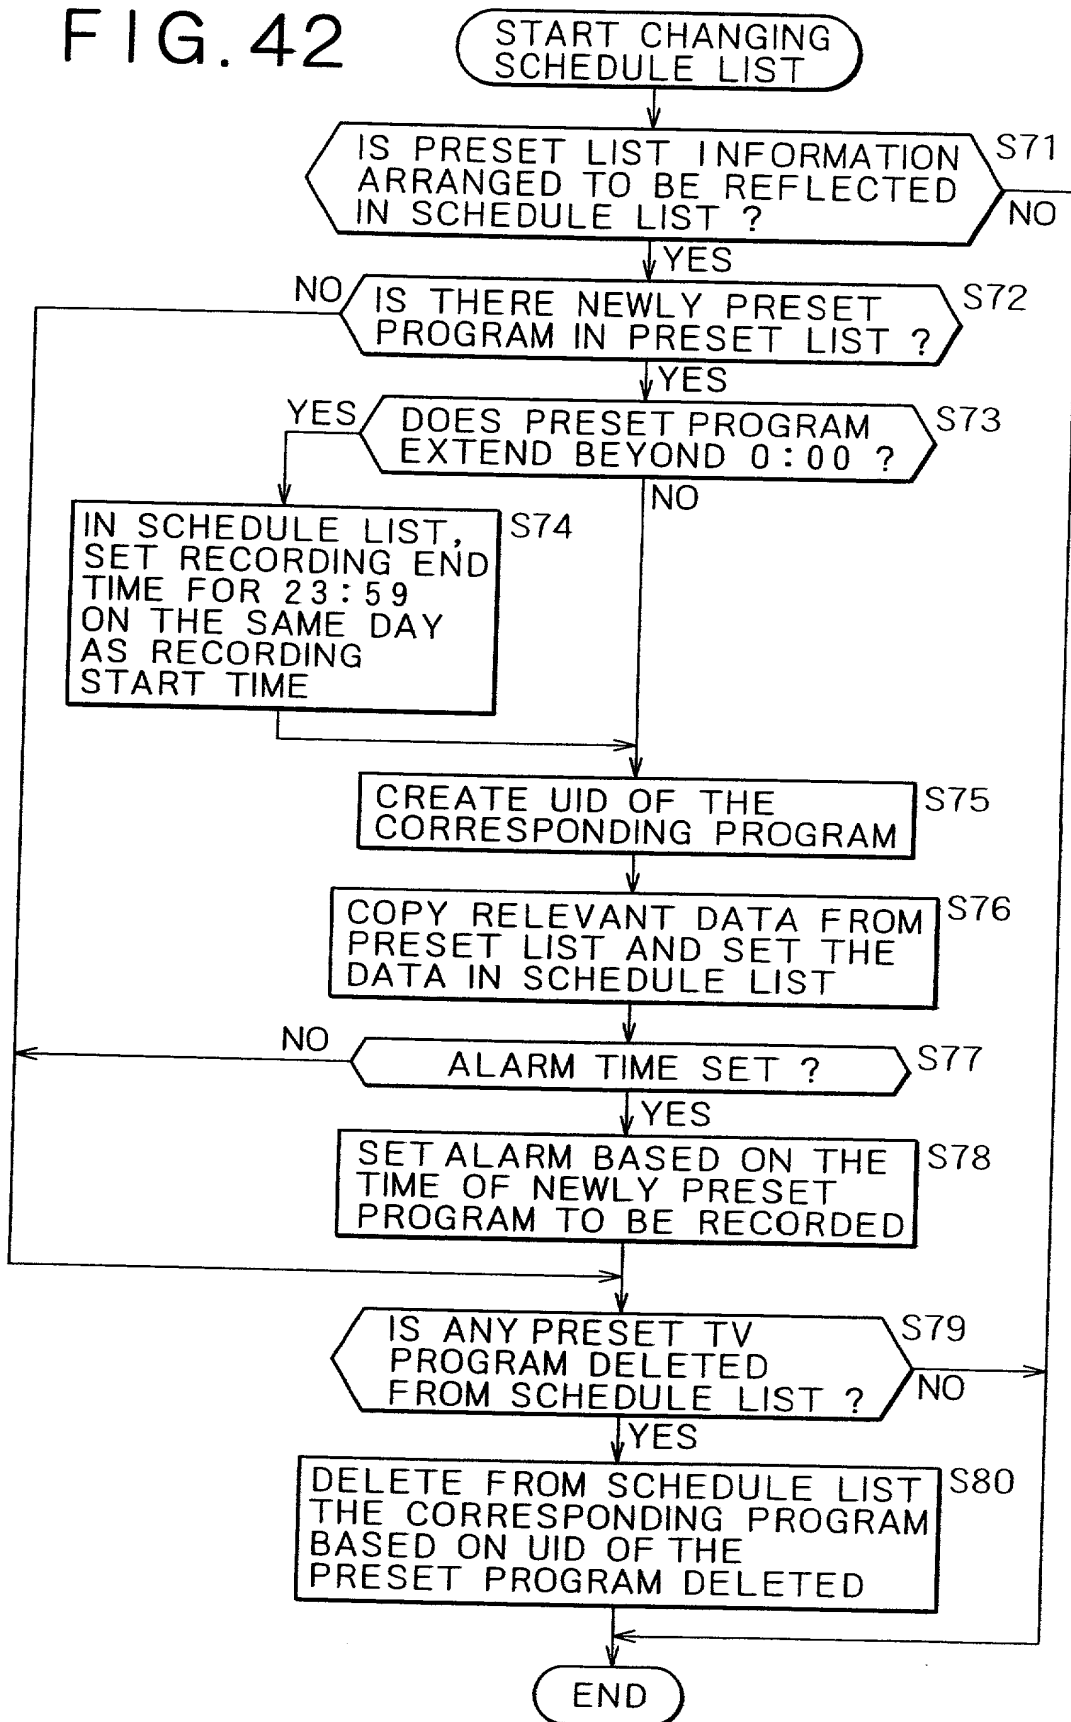 FIG. 42
START CHANGING
SCHEDULE LIST
IS PRESET LIST INFORMATION
ARRANGED TO BE REFLECTED
IN SCHEDULE LIST ?
S71
NO
YES
NO
IS THERE NEWLY PRESET
PROGRAM IN PRESET LIST ?
S72
YES
YES
DOES PRESET PROGRAM
EXTEND BEYOND 0:00 ?
S73
NO
IN SCHEDULE LIST,
SET RECORDING END
TIME FOR 23:59
ON THE SAME DAY
AS RECORDING
START TIME
S74
CREATE UID OF THE
CORRESPONDING PROGRAM
S75
COPY RELEVANT DATA FROM
PRESET LIST AND SET THE
DATA IN SCHEDULE LIST
S76
NO
ALARM TIME SET ?
S77
YES
SET ALARM BASED ON THE
TIME OF NEWLY PRESET
PROGRAM TO BE RECORDED
S78
IS ANY PRESET TV
PROGRAM DELETED
FROM SCHEDULE LIST ?
S79
NO
YES
DELETE FROM SCHEDULE LIST
THE CORRESPONDING PROGRAM
BASED ON UID OF THE
PRESET PROGRAM DELETED
S80
END